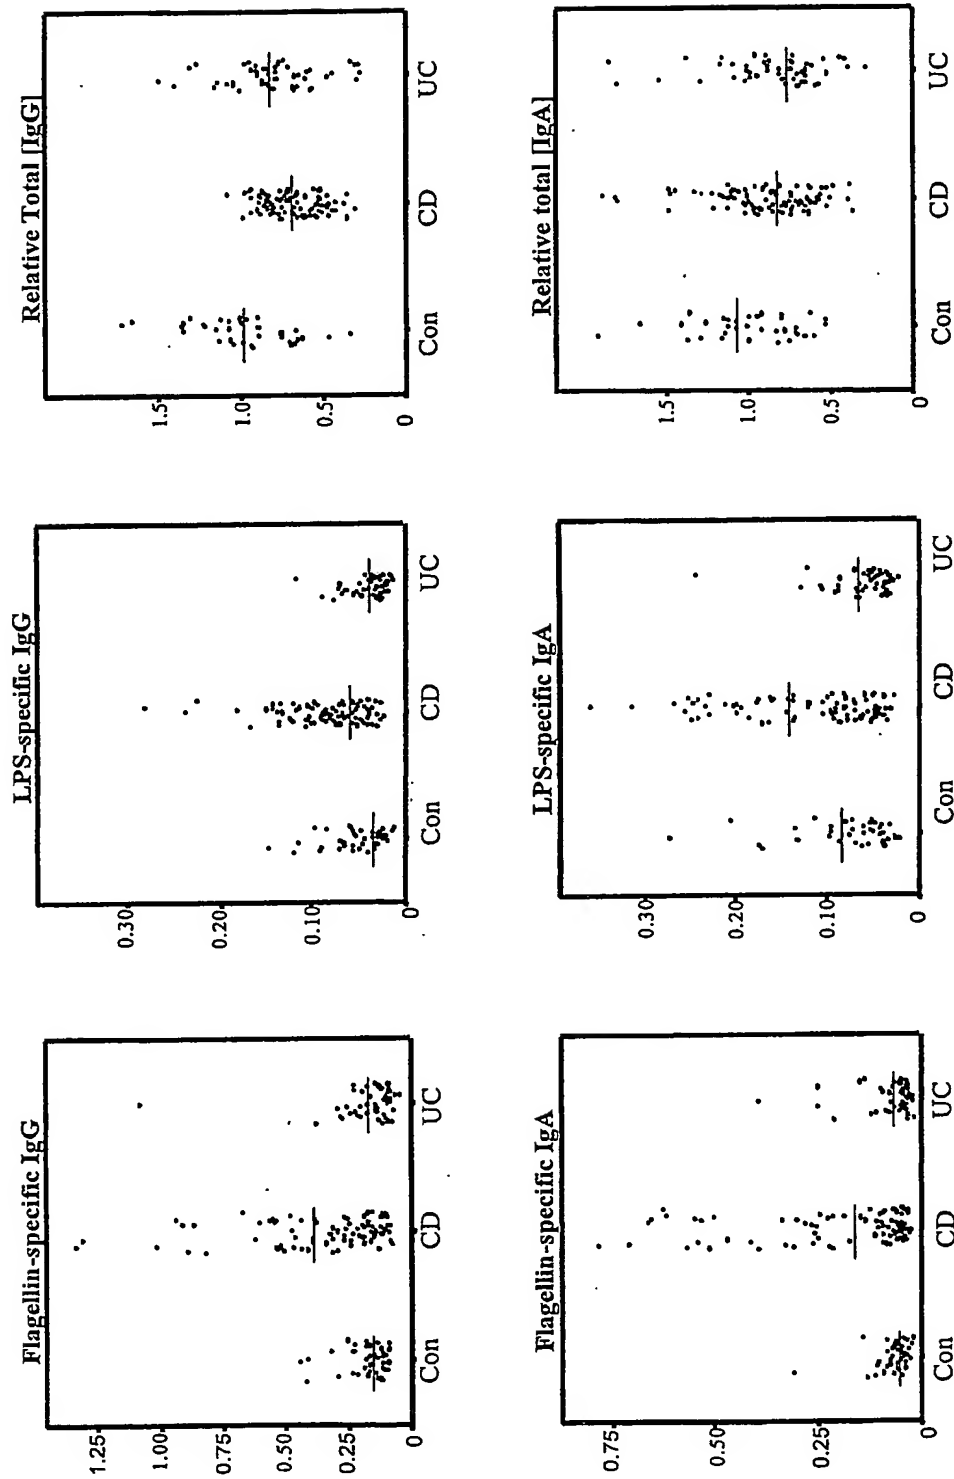 Relative Total [IgG]
1.5
1.0
0.5
0
Con
CD
UC
Relative total [IgA]
1.5
1.0
0.5
0
Con
CD
UC
LPS-specific IgG
0.30
0.20
0.10
0
Con
CD
UC
LPS-specific IgA
0.30
0.20
0.10
0
Con
CD
UC
Flagellin-specific IgG
1.25
1.00
0.75
0.50
0.25
0
Con
CD
UC
Flagellin-specific IgA
0.75
0.50
0.25
0
Con
CD
UC